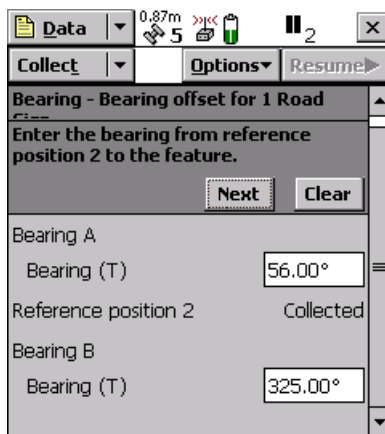 Data 0.87m 5 2 ×
Collect Options Resume
Bearing - Bearing offset for 1 Road
Enter the bearing from reference
position 2 to the feature.
Next Clear
Bearing A
Bearing (T) 56.00°
Reference position 2 Collected
Bearing B
Bearing (T) 325.00°